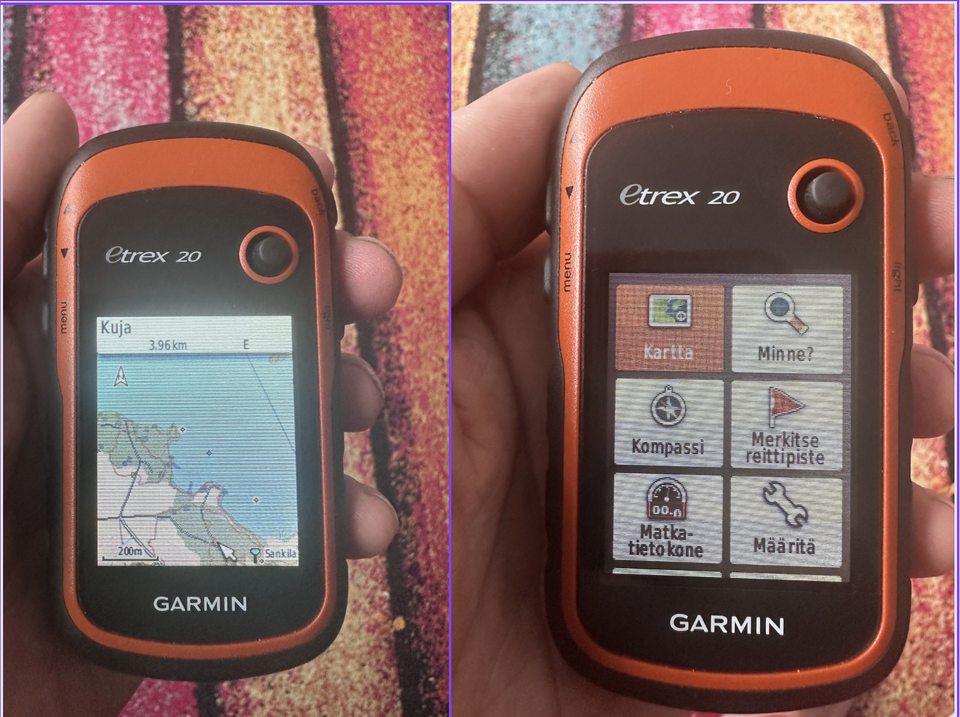 back
etrex 20
menu
Kuja
3.96 km E
200m
Sankila
GARMIN
back
etrex 20
menu
light
Kartta
Minne?
Kompassi
Merkitse
reittipiste
Matka-
tietokone
Määritä
GARMIN